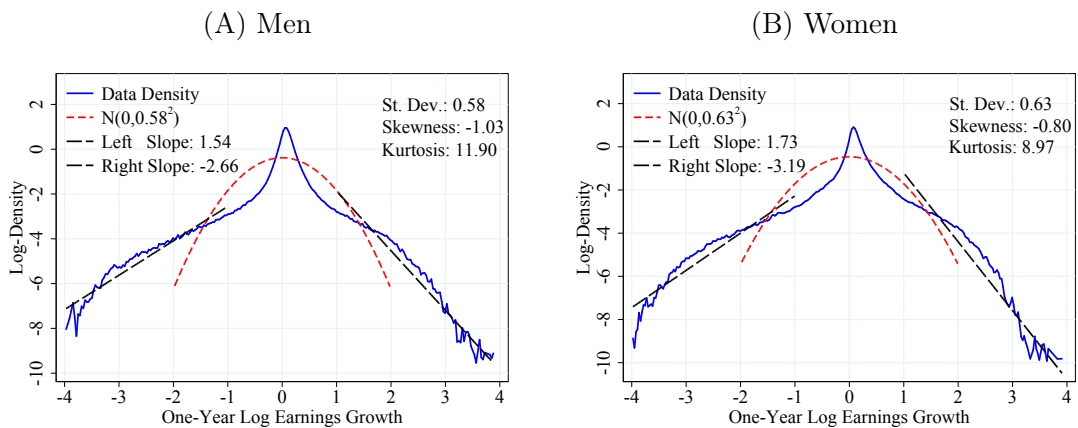 (A) Men
Data Density
N(0,0.58²)
Left Slope: 1.54
Right Slope: -2.66
St. Dev.: 0.58
Skewness: -1.03
Kurtosis: 11.90
Log-Density
2
0
-2
-4
-6
-8
-10
-4 -3 -2 -1 0 1 2 3 4
One-Year Log Earnings Growth
(B) Women
Data Density
N(0,0.63²)
Left Slope: 1.73
Right Slope: -3.19
St. Dev.: 0.63
Skewness: -0.80
Kurtosis: 8.97
Log-Density
2
0
-2
-4
-6
-8
-10
-4 -3 -2 -1 0 1 2 3 4
One-Year Log Earnings Growth